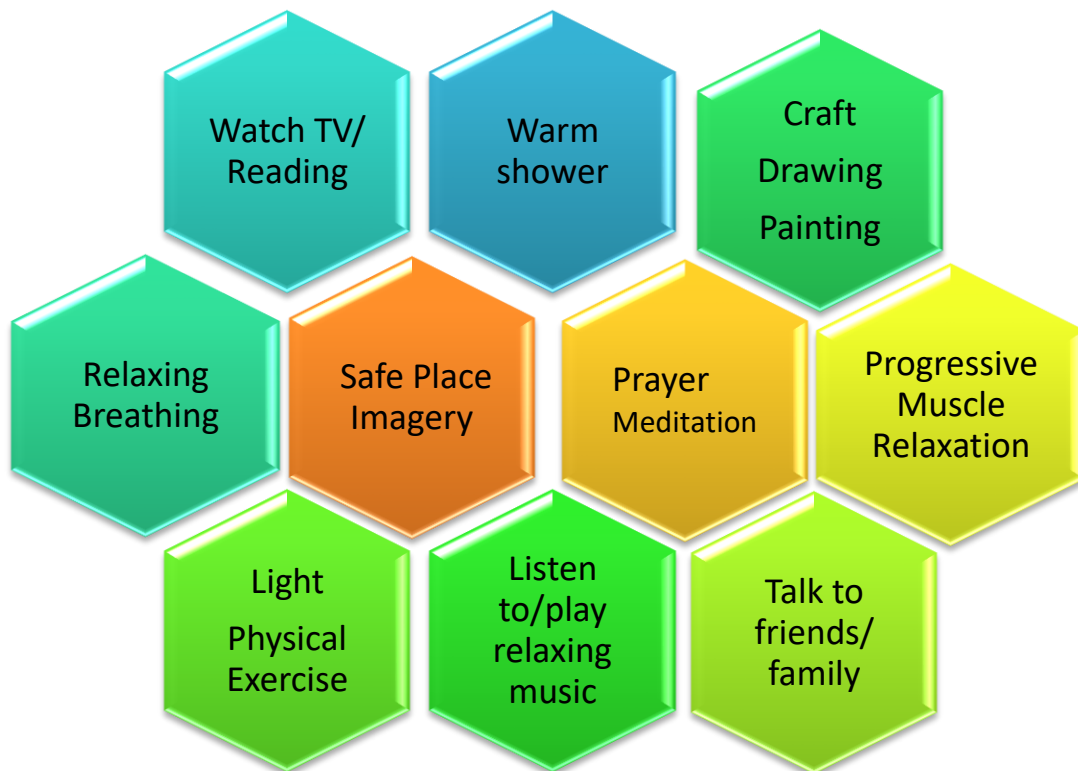 Watch TV/
Reading
Warm
shower
Craft
Drawing
Painting
Relaxing
Breathing
Safe Place
Imagery
Prayer
Meditation
Progressive
Muscle
Relaxation
Light
Physical
Exercise
Listen
to/play
relaxing
music
Talk to
friends/
family